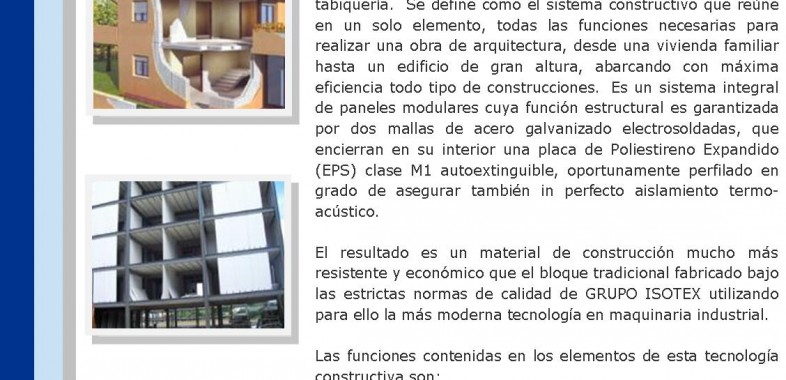 tabiquería. Se define como el sistema constructivo que reúne
en un solo elemento, todas las funciones necesarias para
realizar una obra de arquitectura, desde una vivienda familiar
hasta un edificio de gran altura, abarcando con máxima
eficiencia todo tipo de construcciones. Es un sistema integral
de paneles modulares cuya función estructural es garantizada
por dos mallas de acero galvanizado electrosoldadas, que
encierran en su interior una placa de Poliestireno Expandido
(EPS) clase M1 autoextinguible, oportunamente perfilado en
grado de asegurar también in perfecto aislamiento termo-
acústico.
El resultado es un material de construcción mucho más
resistente y económico que el bloque tradicional fabricado bajo
las estrictas normas de calidad de GRUPO ISOTEX utilizando
para ello la más moderna tecnología en maquinaria industrial.
Las funciones contenidas en los elementos de esta tecnología
constructiva son: